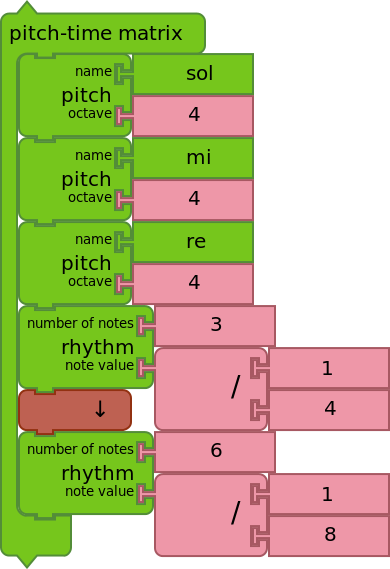 pitch-time matrix
name sol
pitch
octave 4
name mi
pitch
octave 4
name re
pitch
octave 4
number of notes 3
rhythm
note value / 1
4
↓
number of notes 6
rhythm
note value / 1
8